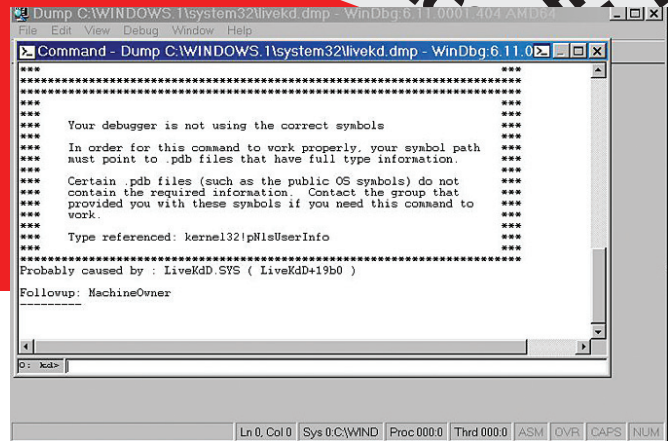 Dump C:\WINDOWS.1\system32\livekd.dmp - WinDbg:6.11.0001.404 AMD64
File Edit View Debug Window Help
Command - Dump C:\WINDOWS.1\system32\livekd.dmp - WinDbg:6.11.0
*** ***
**************************************************************************
**************************************************************************
*** ***
*** ***
*** Your debugger is not using the correct symbols ***
*** ***
*** In order for this command to work properly, your symbol path ***
*** must point to .pdb files that have full type information. ***
*** ***
*** Certain .pdb files (such as the public OS symbols) do not ***
*** contain the required information. Contact the group that ***
*** provided you with these symbols if you need this command to ***
*** work. ***
*** ***
*** Type referenced: kernel32!pNlsUserInfo ***
*** ***
**************************************************************************
Probably caused by : LiveKdD.SYS ( LiveKdD+19b0 )
Followup: MachineOwner
---------
0: kd>
Ln 0, Col 0 Sys 0:C:\WIND Proc 000:0 Thrd 000:0 ASM OVR CAPS NUM